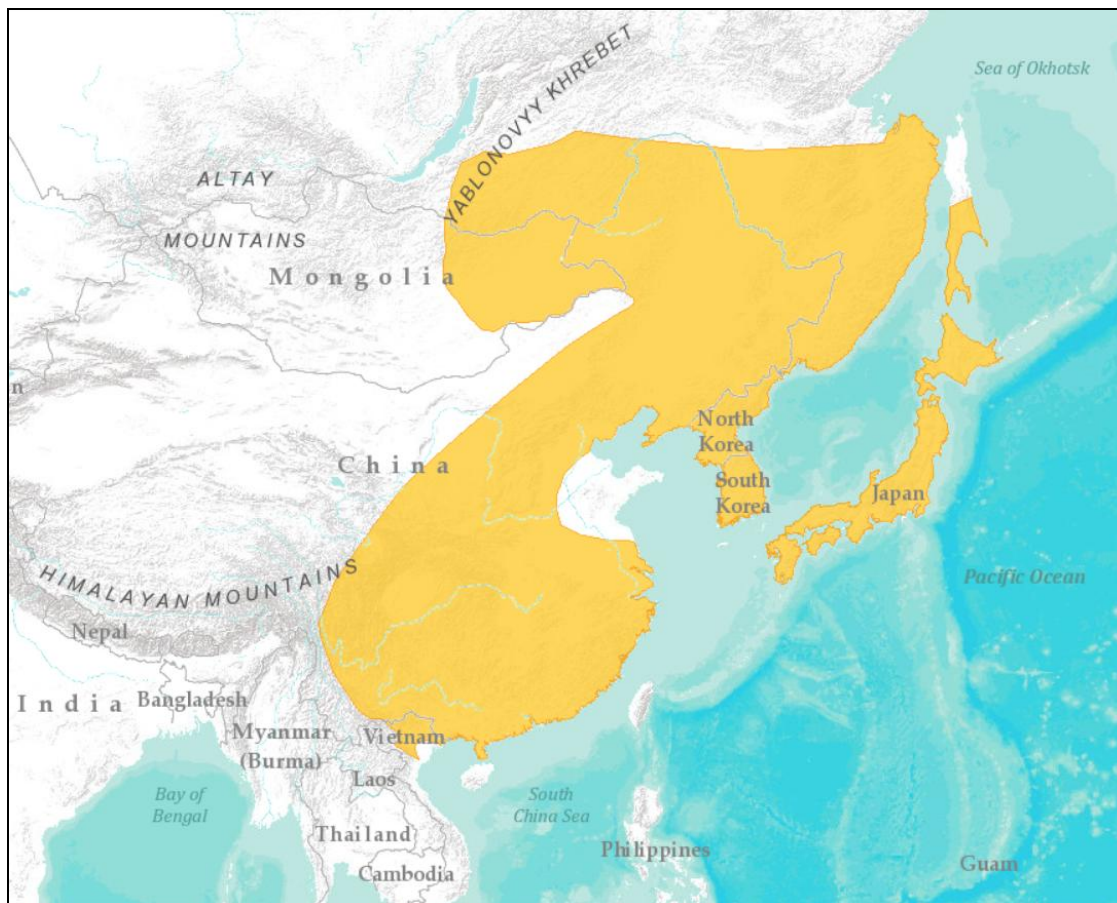 Sea of Okhotsk
YABLONOVYY KHREBET
ALTAY
MOUNTAINS
Mongolia
North
Korea
China
South
Korea
Japan
HIMALAYAN MOUNTAINS
Pacific Ocean
Nepal
India
Bangladesh
Myanmar
(Burma)
Vietnam
Laos
Bay of
Bengal
South
China Sea
Thailand
Philippines
Cambodia
Guam
n